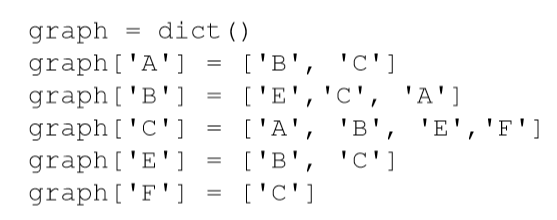 graph = dict()
graph['A'] = ['B', 'C']
graph['B'] = ['E','C', 'A']
graph['C'] = ['A', 'B', 'E','F']
graph['E'] = ['B', 'C']
graph['F'] = ['C']